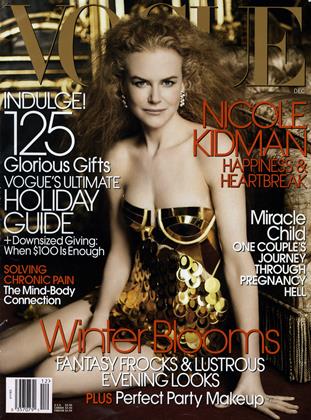 VOGUE
DEC
INDULGE!
125
Glorious Gifts
VOGUE'S ULTIMATE
HOLIDAY
GUIDE
+Downsized Giving:
When $100 Is Enough
SOLVING
CHRONIC PAIN
The Mind-Body
Connection
NICOLE
KIDMAN
HAPPINESS &
HEARTBREAK
Miracle
Child
ONE COUPLE'S
JOURNEY
THROUGH
PREGNANCY
HELL
Winter Blooms
FANTASY FROCKS & LUSTROUS
EVENING LOOKS
PLUS Perfect Party Makeup